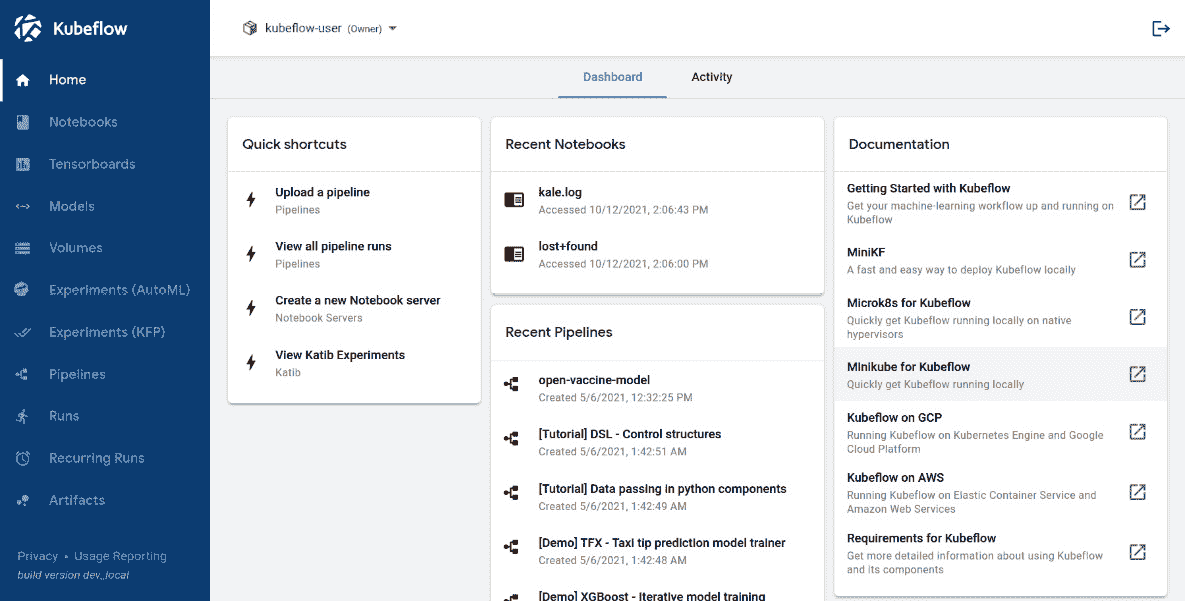 Kubeflow
Home
Notebooks
Tensorboards
Models
Volumes
Experiments (AutoML)
Experiments (KFP)
Pipelines
Runs
Recurring Runs
Artifacts
Privacy • Usage Reporting
build version dev_local
kubeflow-user (Owner)
Dashboard
Activity
Quick shortcuts
Upload a pipeline
Pipelines
View all pipeline runs
Pipelines
Create a new Notebook server
Notebook Servers
View Katib Experiments
Katib
Recent Notebooks
kale.log
Accessed 10/12/2021, 2:06:43 PM
lost+found
Accessed 10/12/2021, 2:06:00 PM
Recent Pipelines
open-vaccine-model
Created 5/6/2021, 12:32:25 PM
[Tutorial] DSL - Control structures
Created 5/6/2021, 1:42:51 AM
[Tutorial] Data passing in python components
Created 5/6/2021, 1:42:49 AM
[Demo] TFX - Taxi tip prediction model trainer
Created 5/6/2021, 1:42:48 AM
[Demo] XGBoost - Iterative model training
Documentation
Getting Started with Kubeflow
Get your machine-learning workflow up and running on
Kubeflow
MiniKF
A fast and easy way to deploy Kubeflow locally
Microk8s for Kubeflow
Quickly get Kubeflow running locally on native
hypervisors
Minikube for Kubeflow
Quickly get Kubeflow running locally
Kubeflow on GCP
Running Kubeflow on Kubernetes Engine and Google
Cloud Platform
Kubeflow on AWS
Running Kubeflow on Elastic Container Service and
Amazon Web Services
Requirements for Kubeflow
Get more detailed information about using Kubeflow
and its components